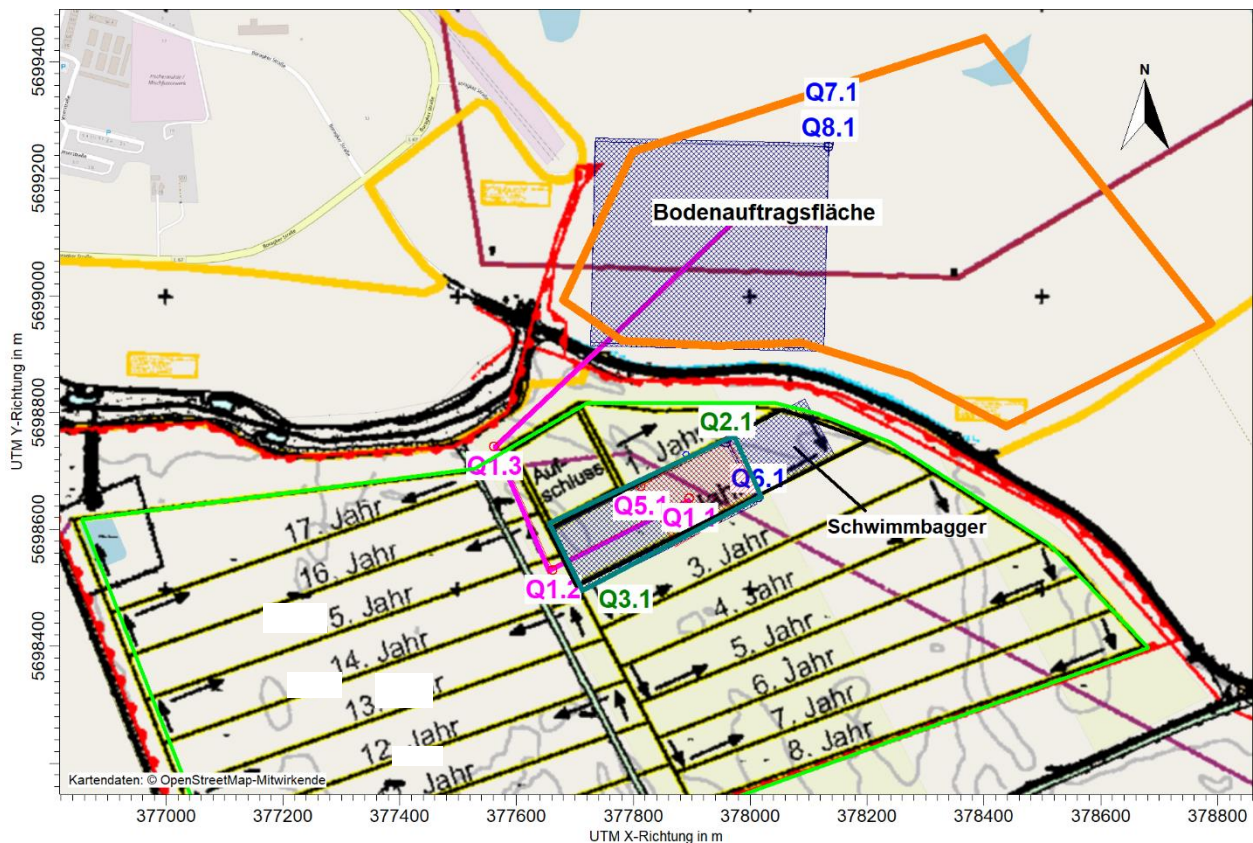 5699400
5699200
5699000
5698800
5698600
5698400
UTM Y-Richtung in m
Q7.1
Q8.1
N
Bodenauftragsfläche
Q1.3
Q2.1
Q6.1
Q5.1
Q1.1
Q1.2
Q3.1
Schwimmbagger
Auf-
schluss
1. Jahr
Jahr
3. Jahr
4. Jahr
5. Jahr
6. Jahr
7. Jahr
8. Jahr
17. Jahr
16. Jahr
5. Jahr
14. Jahr
13. Jahr
12. Jahr
Jahr
Kartendaten: © OpenStreetMap-Mitwirkende
377000
377200
377400
377600
377800
378000
378200
378400
378600
378800
UTM X-Richtung in m